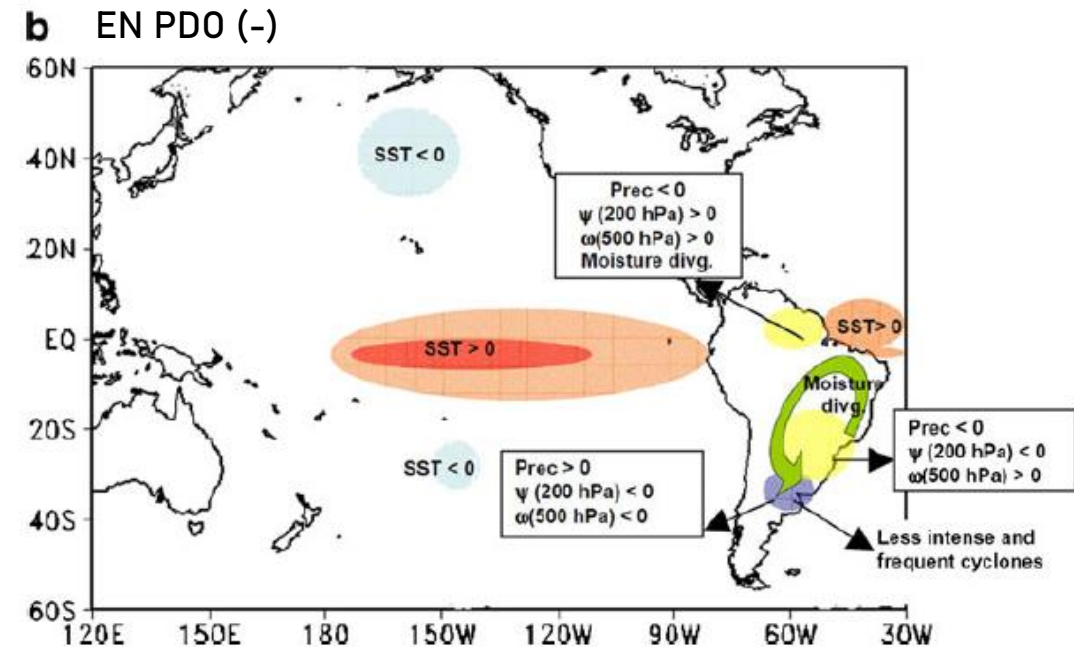 b EN PDO (-)
60N
40N
20N
EQ
20S
40S
60S
120E 150E 180 150W 120W 90W 60W 30W
SST < 0
Prec < 0
ψ (200 hPa) > 0
ω(500 hPa) > 0
Moisture divg.
SST > 0
SST> 0
Moisture
divg.
Prec < 0
ψ (200 hPa) < 0
ω(500 hPa) > 0
SST < 0
Prec > 0
ψ (200 hPa) < 0
ω(500 hPa) < 0
Less intense and
frequent cyclones